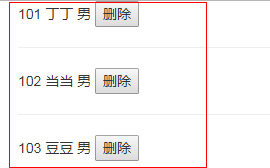 101 丁丁 男 删除
102 当当 男 删除
103 豆豆 男 删除